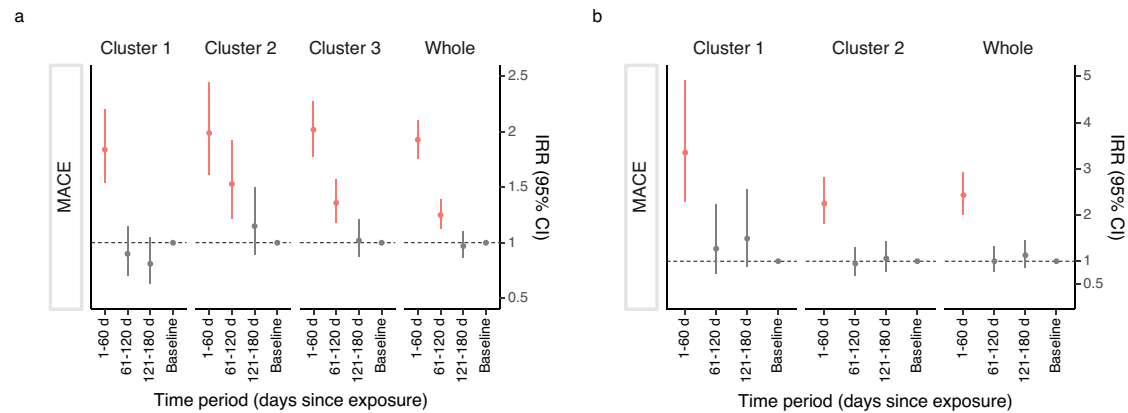 a
Cluster 1 Cluster 2 Cluster 3 Whole
MACE
2.5
2
1.5
1
0.5
IRR (95% CI)
1-60 d 61-120 d 121-180 d Baseline 1-60 d 61-120 d 121-180 d Baseline 1-60 d 61-120 d 121-180 d Baseline 1-60 d 61-120 d 121-180 d Baseline
Time period (days since exposure)
b
Cluster 1 Cluster 2 Whole
MACE
5
4
3
2
1
0.5
IRR (95% CI)
1-60 d 61-120 d 121-180 d Baseline 1-60 d 61-120 d 121-180 d Baseline 1-60 d 61-120 d 121-180 d Baseline
Time period (days since exposure)